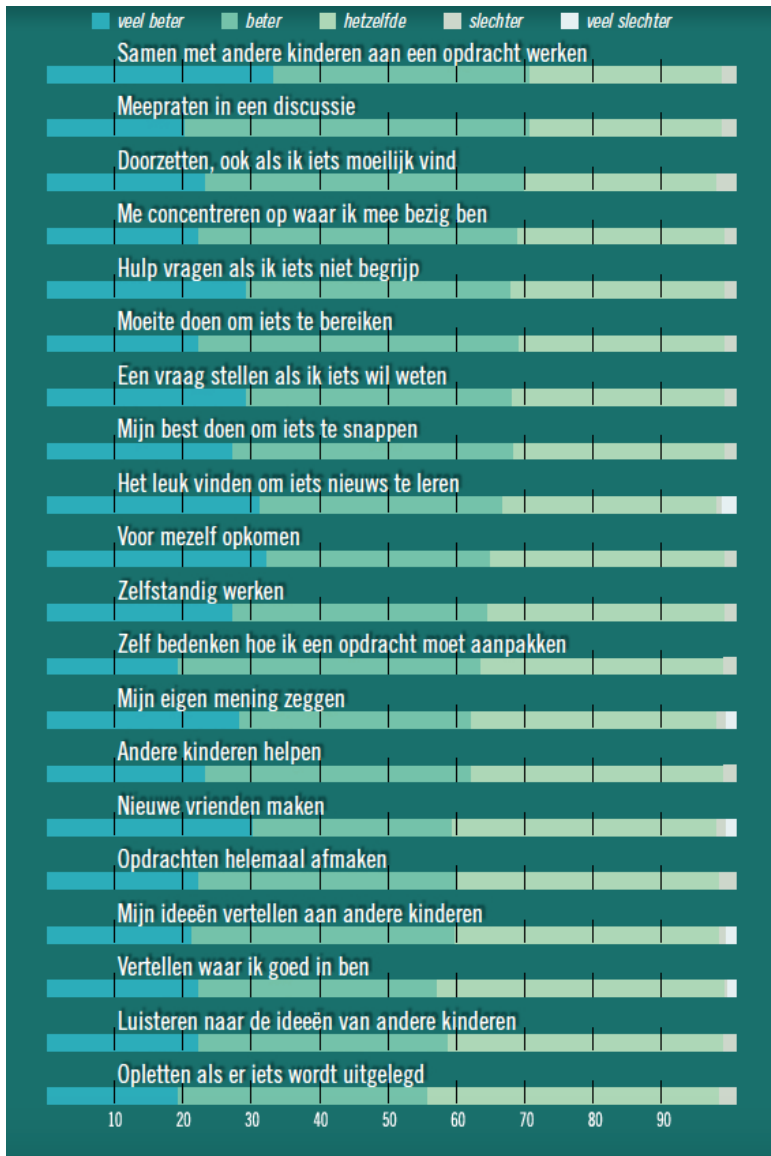 veel beter beter hetzelfde slechter veel slechter
Samen met andere kinderen aan een opdracht werken
Meepraten in een discussie
Doorzetten, ook als ik iets moeilijk vind
Me concentreren op waar ik mee bezig ben
Hulp vragen als ik iets niet begrijp
Moeite doen om iets te bereiken
Een vraag stellen als ik iets wil weten
Mijn best doen om iets te snappen
Het leuk vinden om iets nieuws te leren
Voor mezelf opkomen
Zelfstandig werken
Zelf bedenken hoe ik een opdracht moet aanpakken
Mijn eigen mening zeggen
Andere kinderen helpen
Nieuwe vrienden maken
Opdrachten helemaal afmaken
Mijn ideeën vertellen aan andere kinderen
Vertellen waar ik goed in ben
Luisteren naar de ideeën van andere kinderen
Opletten als er iets wordt uitgelegd
10 20 30 40 50 60 70 80 90